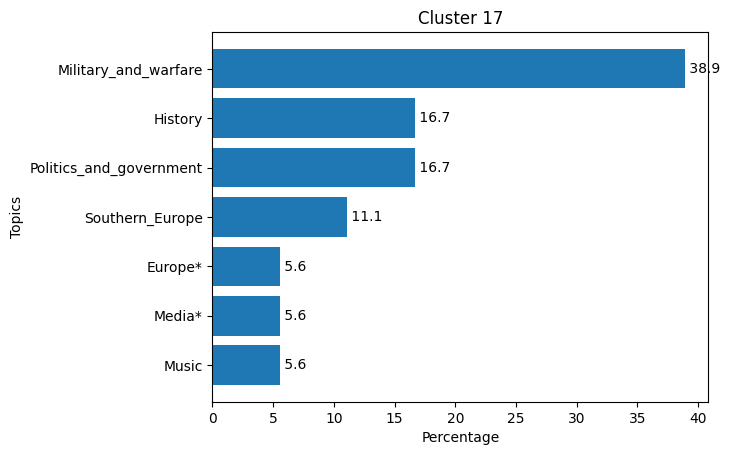 Cluster 17
Topics
Military_and_warfare 38.9
History 16.7
Politics_and_government 16.7
Southern_Europe 11.1
Europe* 5.6
Media* 5.6
Music 5.6
0 5 10 15 20 25 30 35 40
Percentage